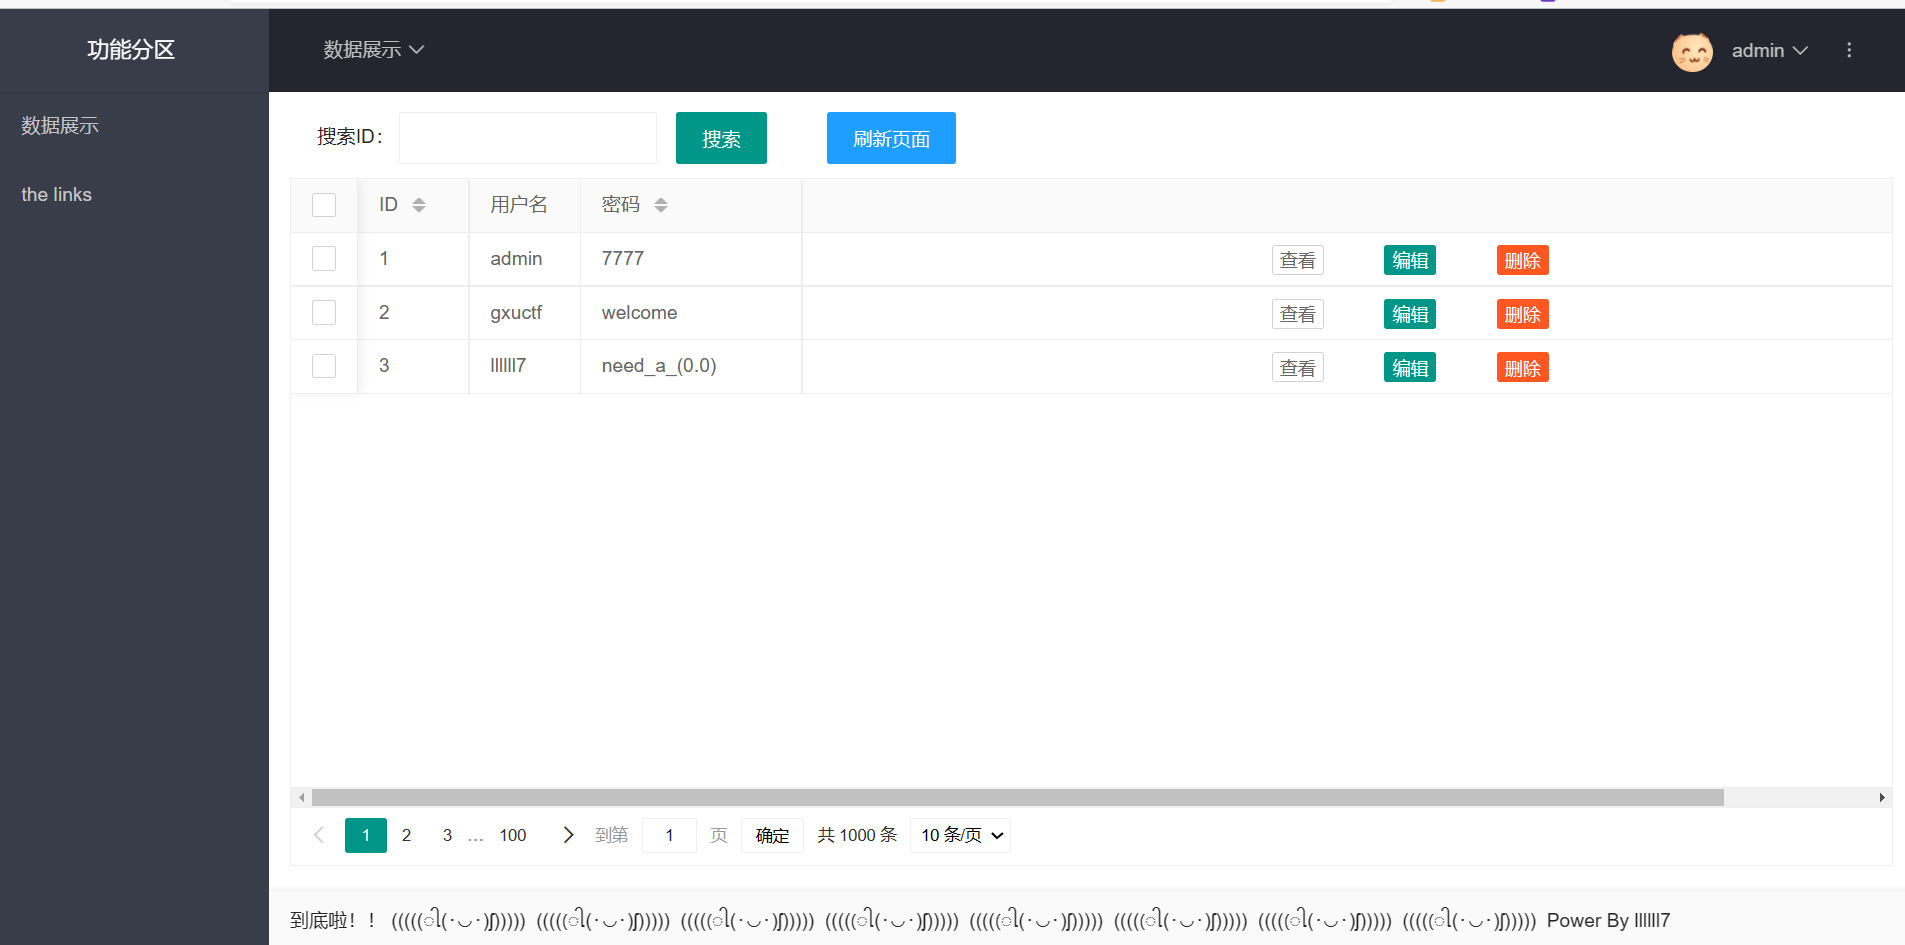 功能分区
数据展示
admin
数据展示
the links
搜索ID：
搜索
刷新页面
ID 用户名 密码
1 admin 7777 查看 编辑 删除
2 gxuctf welcome 查看 编辑 删除
3 llllll7 need_a_(0.0) 查看 编辑 删除
1 2 3 … 100 到第 1 页 确定 共 1000 条 10 条/页
到底啦！！ Power By llllll7